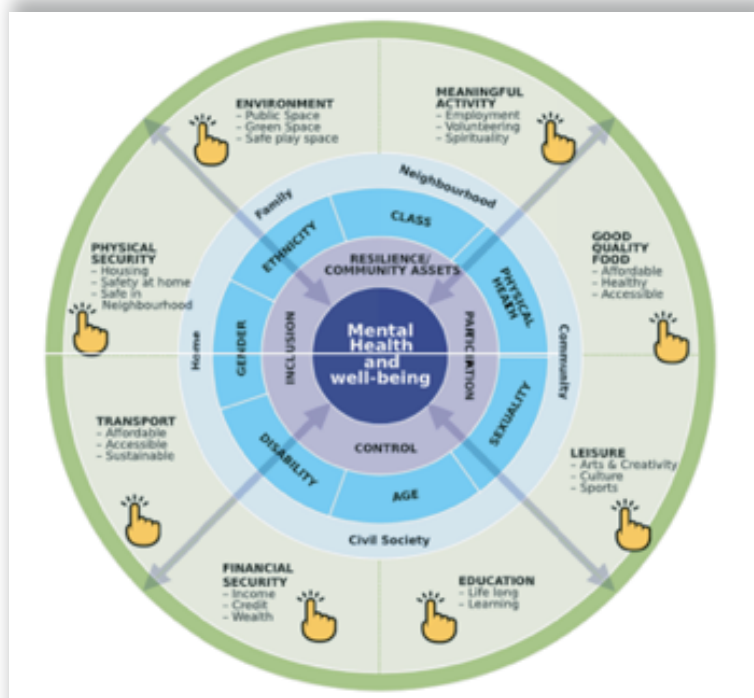 ENVIRONMENT
– Public Space
– Green Space
– Safe play space
MEANINGFUL
ACTIVITY
– Employment
– Volunteering
– Spirituality
PHYSICAL
SECURITY
– Housing
– Safety at home
– Safe in
Neighbourhood
GOOD
QUALITY
FOOD
– Affordable
– Healthy
– Accessible
TRANSPORT
– Affordable
– Accessible
– Sustainable
LEISURE
– Arts & Creativity
– Culture
– Sports
FINANCIAL
SECURITY
– Income
– Credit
– Wealth
EDUCATION
– Life long
– Learning
Family
Neighbourhood
Home
Community
Civil Society
ETHNICITY
CLASS
PHYSICAL
HEALTH
GENDER
SEXUALITY
DISABILITY
AGE
RESILIENCE/
COMMUNITY ASSETS
INCLUSION
PARTICIPATION
CONTROL
Mental
Health
and
well-being